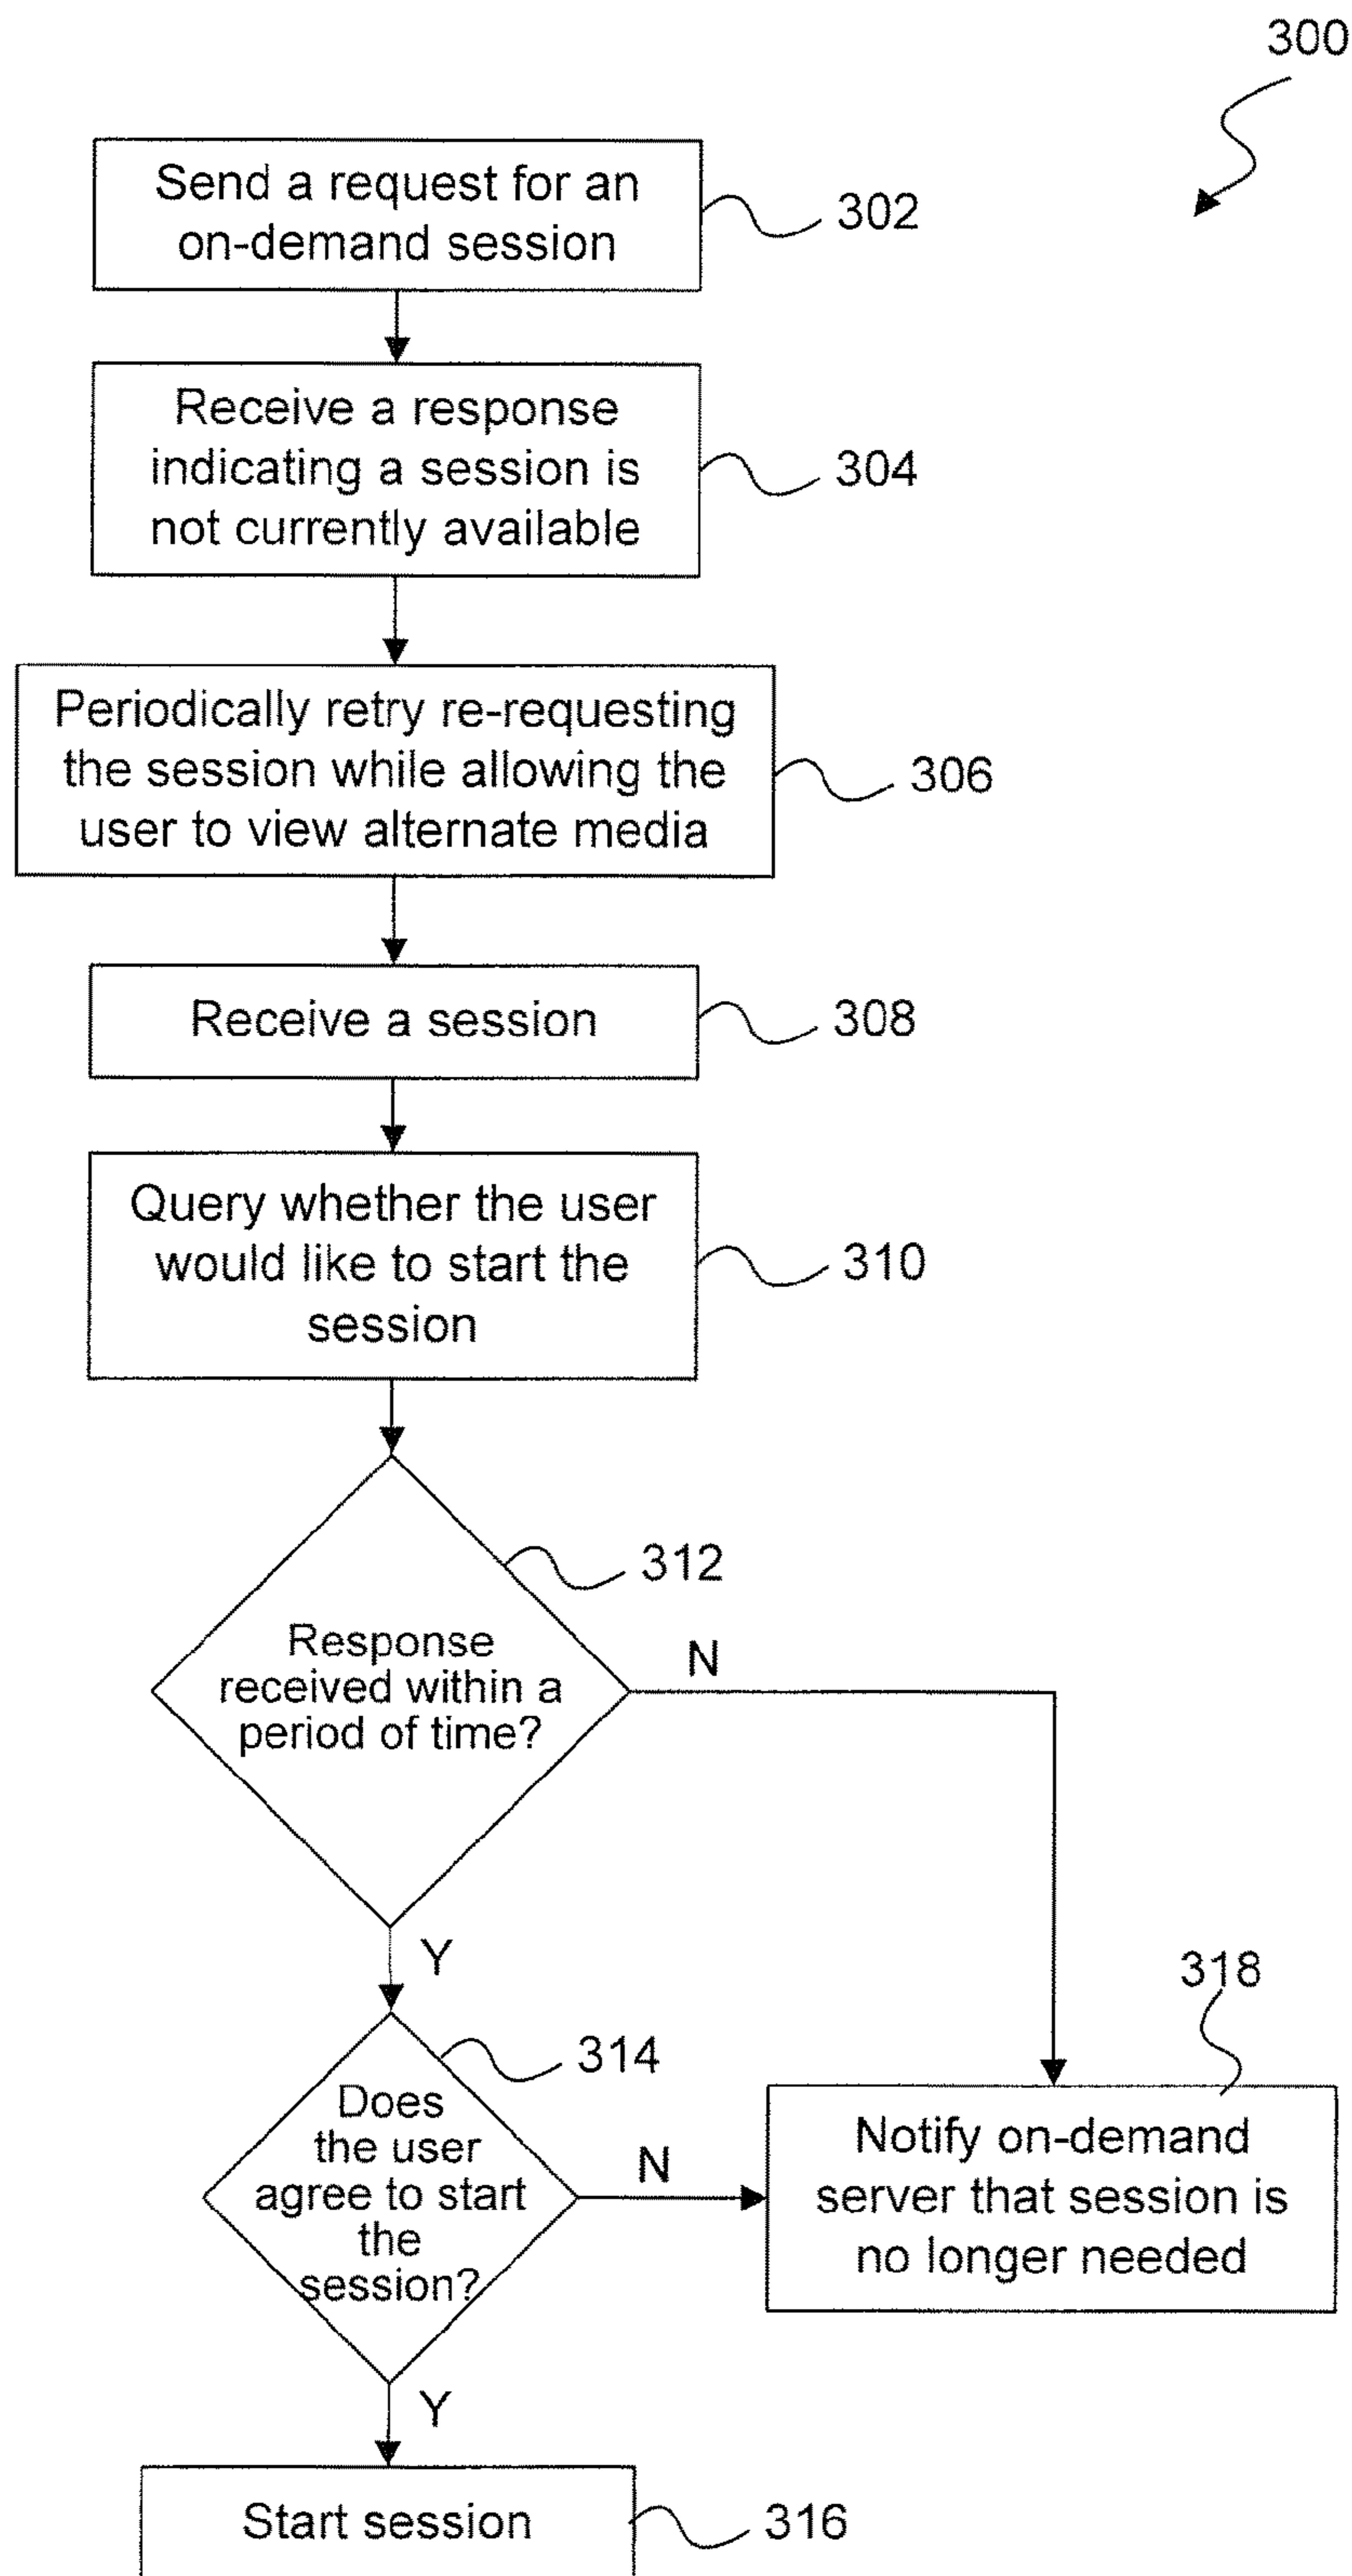 300
Send a request for an
on-demand session
302
Receive a response
indicating a session is
not currently available
304
Periodically retry re-requesting
the session while allowing the
user to view alternate media
306
Receive a session
308
Query whether the user
would like to start the
session
310
312
Response
received within a
period of time?
N
Y
314
Does
the user
agree to start
the
session?
N
318
Notify on-demand
server that session is
no longer needed
Y
Start session
316